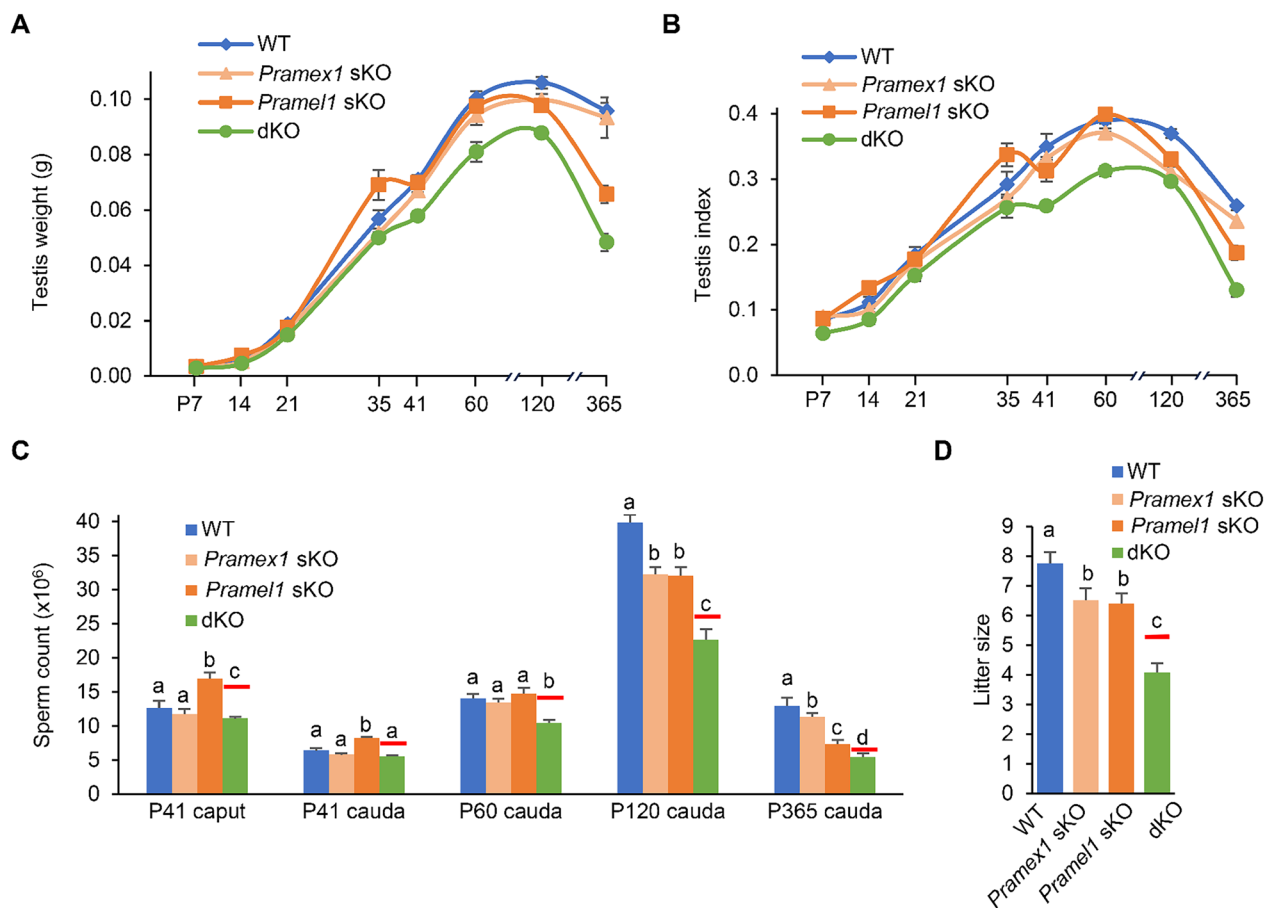 A
WT
Pramex1 sKO
Pramel1 sKO
dKO
Testis weight (g)
0.10
0.08
0.06
0.04
0.02
0.00
P7 14 21 35 41 60 120 365
B
WT
Pramex1 sKO
Pramel1 sKO
dKO
Testis index
0.4
0.3
0.2
0.1
0.0
P7 14 21 35 41 60 120 365
C
WT
Pramex1 sKO
Pramel1 sKO
dKO
Sperm count (x10⁶)
40
35
30
25
20
15
10
5
0
a a b c
a a b a
a a a b
a b b c
a b c d
P41 caput P41 cauda P60 cauda P120 cauda P365 cauda
D
WT
Pramex1 sKO
Pramel1 sKO
dKO
Litter size
9
8
7
6
5
4
3
2
1
0
a b b c
WT
Pramex1 sKO
Pramel1 sKO
dKO